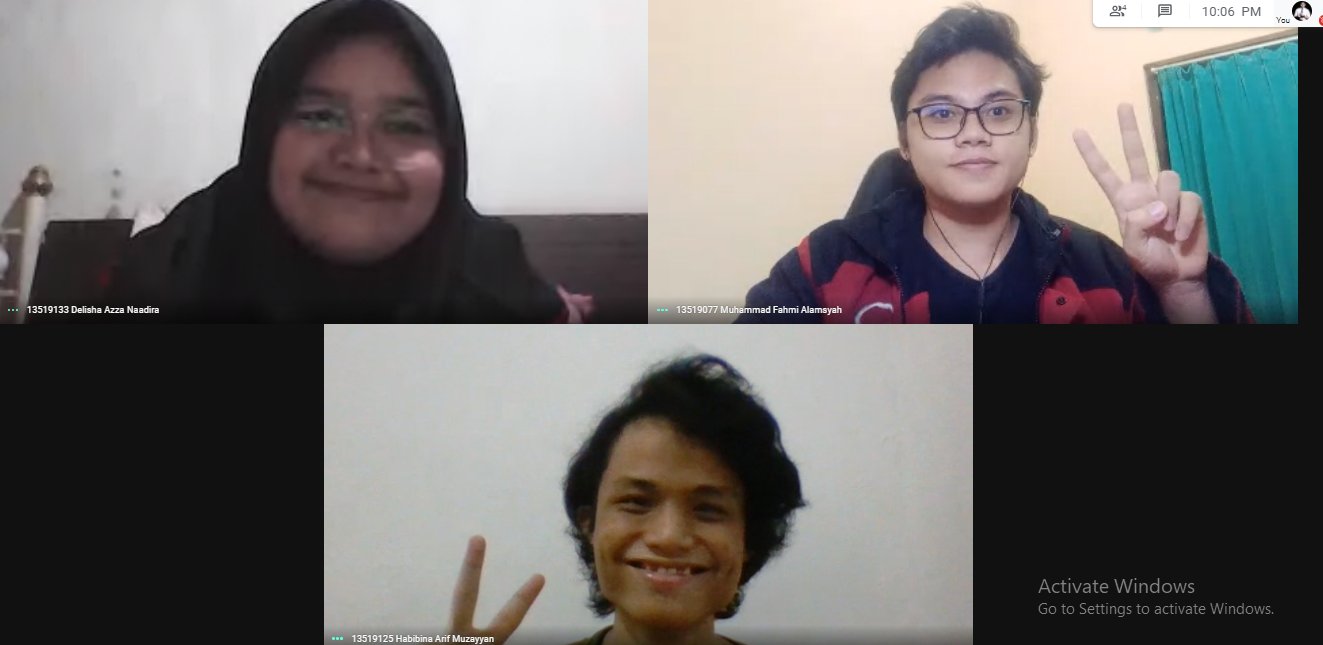 4
10:06 PM
You
13519133 Delisha Azza Naadira
13519077 Muhammad Fahmi Alamsyah
13519125 Habibina Arif Muzayyan
Activate Windows
Go to Settings to activate Windows.